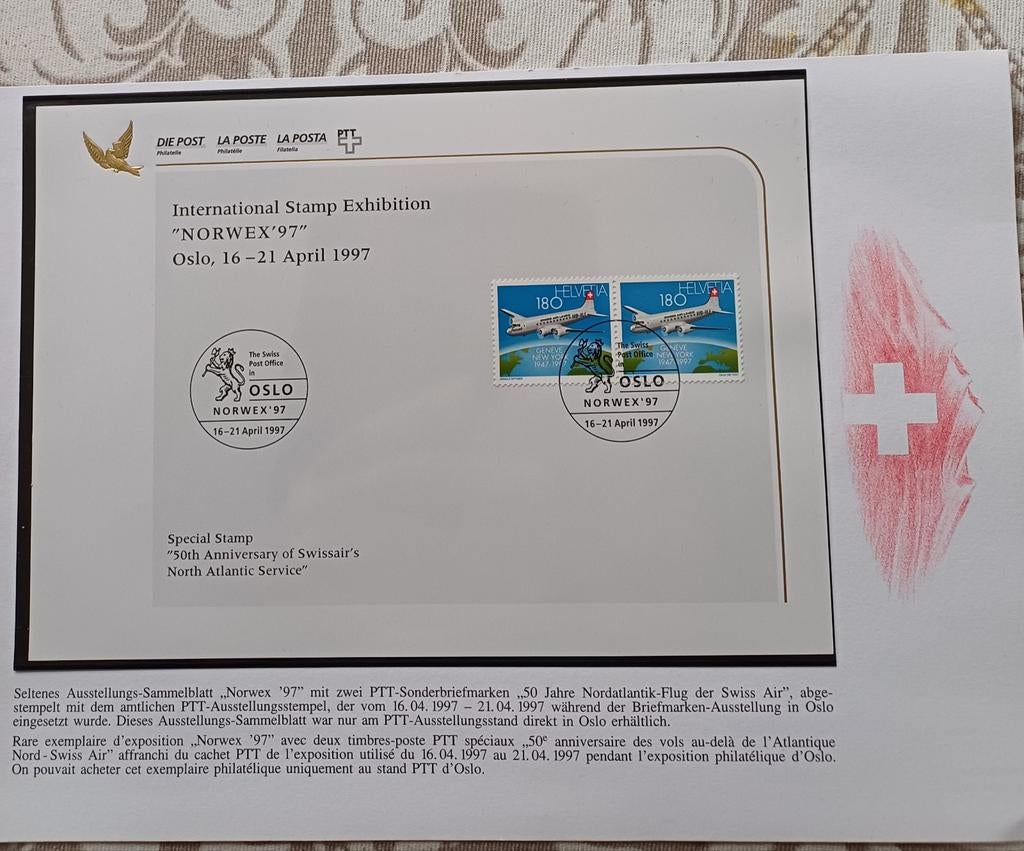 DIE POST LA POSTE LA POSTA PTT
Philatelie Philatélie Filatelia
International Stamp Exhibition
"NORWEX'97"
Oslo, 16–21 April 1997
HELVETIA HELVETIA
180 180
GENÈVE GENÈVE
NEW YORK NEW YORK
1947-1997 1947-1997
The Swiss
Post Office
in
OSLO
NORWEX'97
16–21 April 1997
The Swiss
Post Office
in
OSLO
NORWEX'97
16–21 April 1997
Special Stamp
"50th Anniversary of Swissair's
North Atlantic Service"
Seltenes Ausstellungs-Sammelblatt „Norwex '97” mit zwei PTT-Sonderbriefmarken „50 Jahre Nordatlantik-Flug der Swiss Air”, abge-
stempelt mit dem amtlichen PTT-Ausstellungsstempel, der vom 16.04.1997 – 21.04.1997 während der Briefmarken-Ausstellung in Oslo
eingesetzt wurde. Dieses Ausstellungs-Sammelblatt war nur am PTT-Ausstellungsstand direkt in Oslo erhältlich.
Rare exemplaire d'exposition „Norwex '97” avec deux timbres-poste PTT spéciaux „50e anniversaire des vols au-delà de l'Atlantique
Nord-Swiss Air” affranchi du cachet PTT de l'exposition utilisé du 16.04.1997 au 21.04.1997 pendant l'exposition philatélique d'Oslo.
On pouvait acheter cet exemplaire philatélique uniquement au stand PTT d'Oslo.